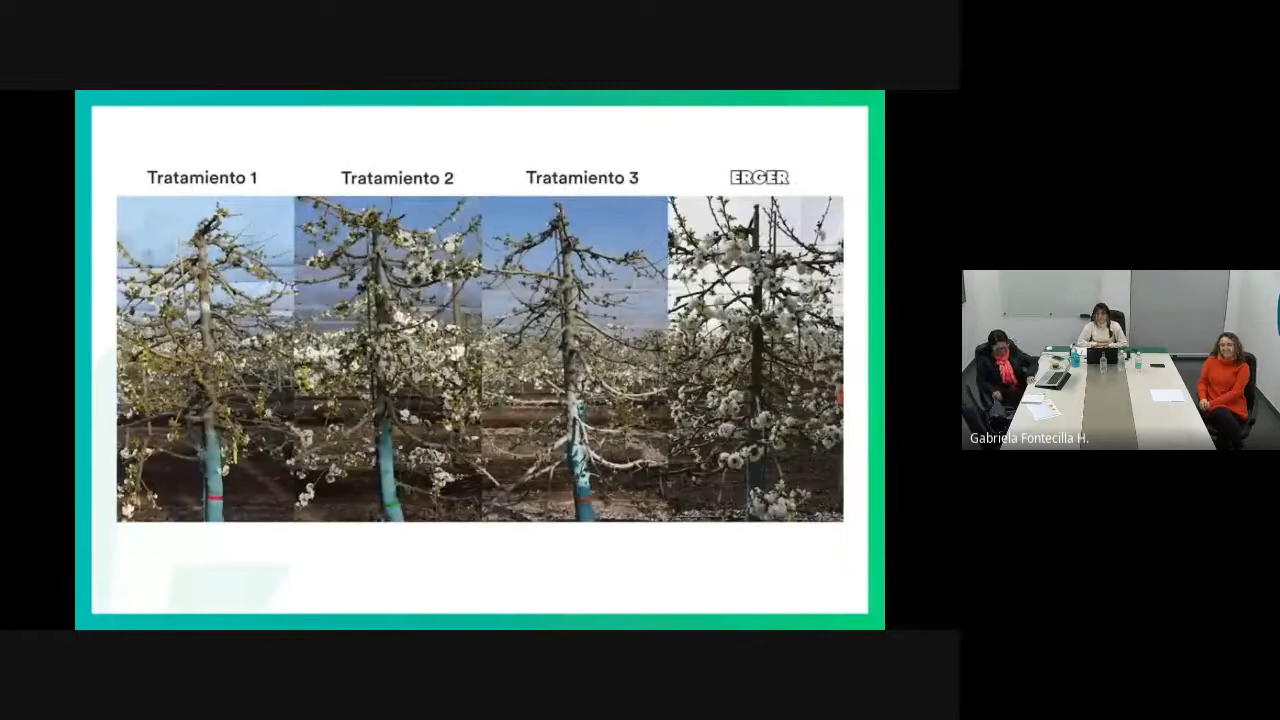 Tratamiento 1
Tratamiento 2
Tratamiento 3
ERGER
Gabriela Fontecilla H.